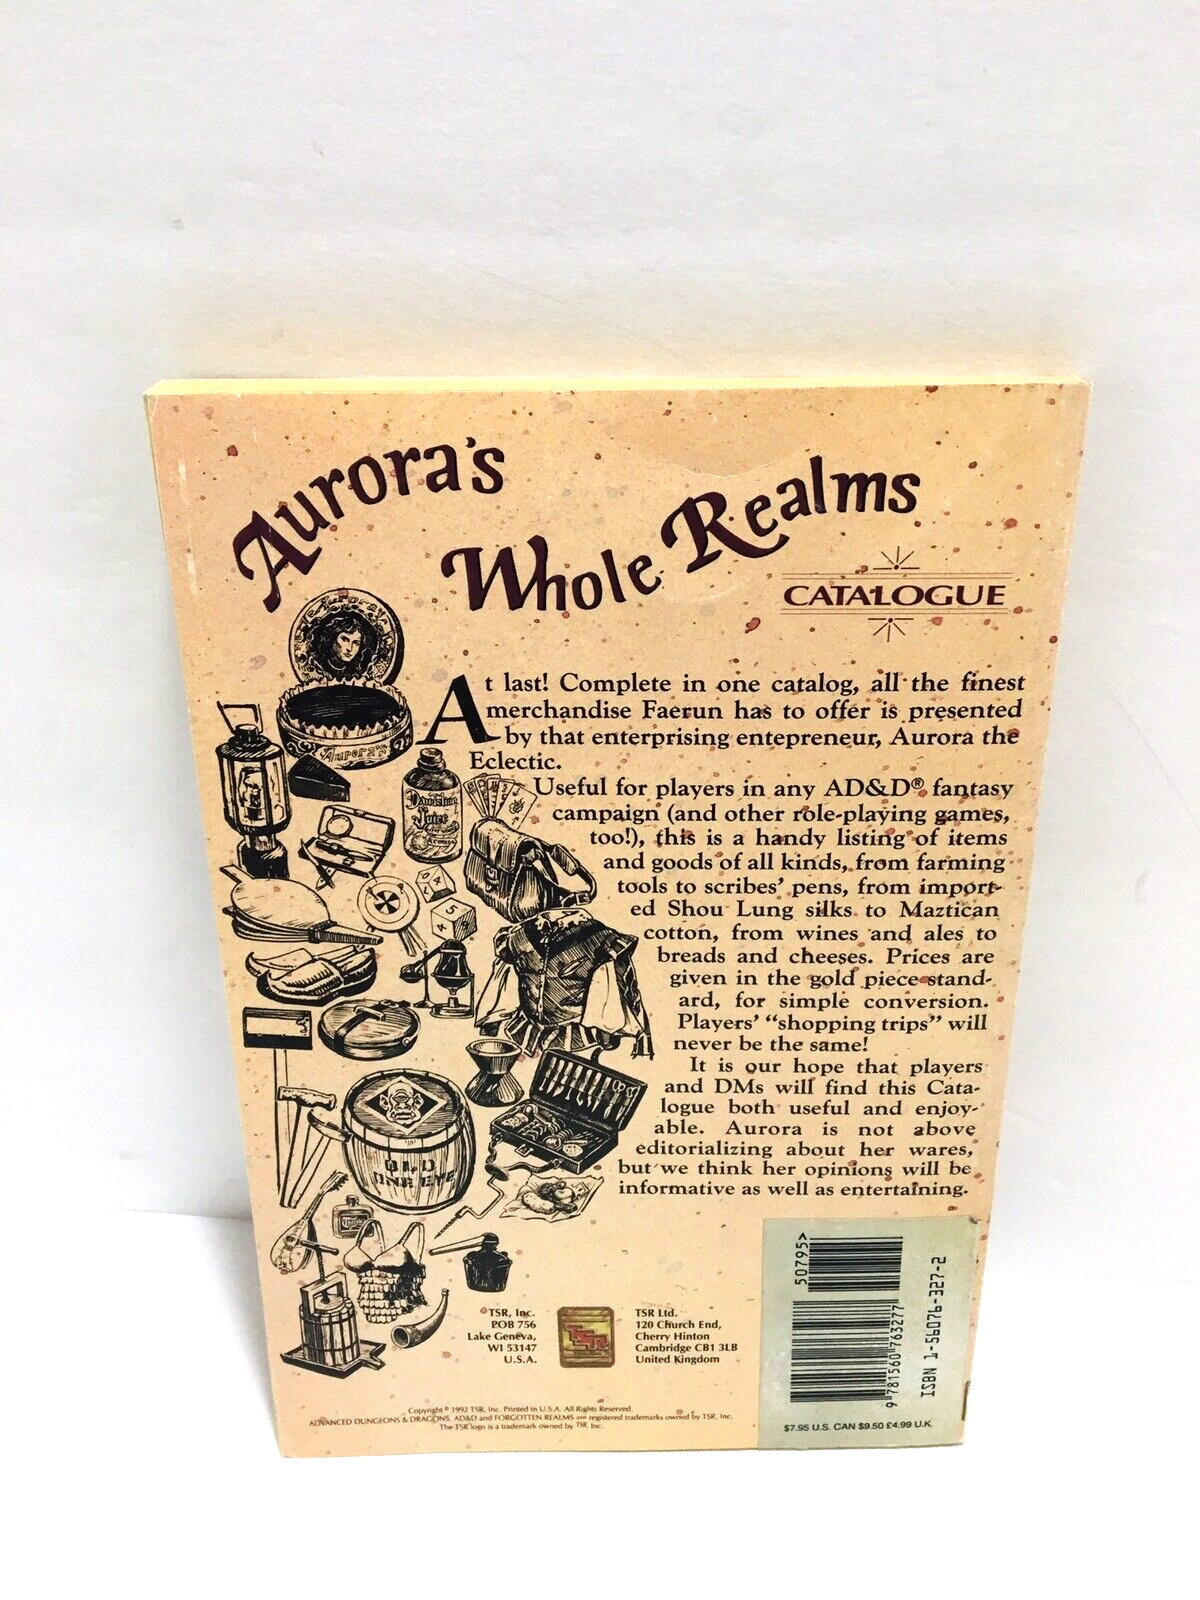 Aurora's
Whole Realms
CATALOGUE
At last! Complete in one catalog, all the finest
merchandise Faerun has to offer is presented
by that enterprising entepreneur, Aurora the
Eclectic.
Useful for players in any AD&D® fantasy
campaign (and other role-playing games,
too!), this is a handy listing of items
and goods of all kinds, from farming
tools to scribes' pens, from import-
ed Shou Lung silks to Maztican
cotton, from wines and ales to
breads and cheeses. Prices are
given in the gold piece stand-
ard, for simple conversion.
Players' "shopping trips" will
never be the same!
It is our hope that players
and DMs will find this Cata-
logue both useful and enjoy-
able. Aurora is not above
editorializing about her wares,
but we think her opinions will be
informative as well as entertaining.
Aurora
Aurora's
Dandelion
Juice
OLD
ONE EYE
TSR, Inc.
POB 756
Lake Geneva,
WI 53147
U.S.A.
TSR
TSR Ltd.
120 Church End,
Cherry Hinton
Cambridge CB1 3LB
United Kingdom
Copyright © 1992 TSR, Inc. Printed in U.S.A. All Rights Reserved.
ADVANCED DUNGEONS & DRAGONS, AD&D and FORGOTTEN REALMS are registered trademarks owned by TSR, Inc.
The TSR logo is a trademark owned by TSR, Inc.
50795>
9 781560 763277
ISBN 1-56076-327-2
$7.95 U.S. CAN $9.50 £4.99 U.K.